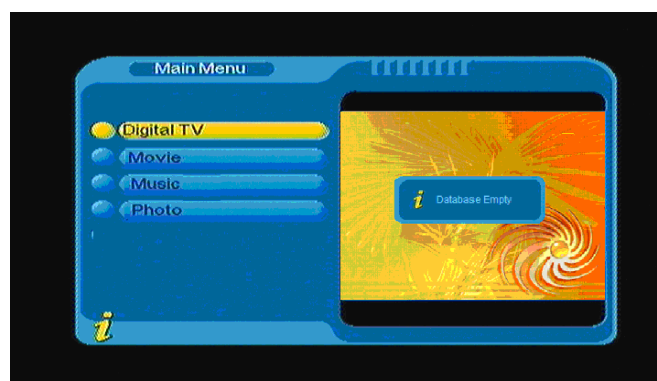 Main Menu
Digital TV
Movie
Music
Photo
Database Empty